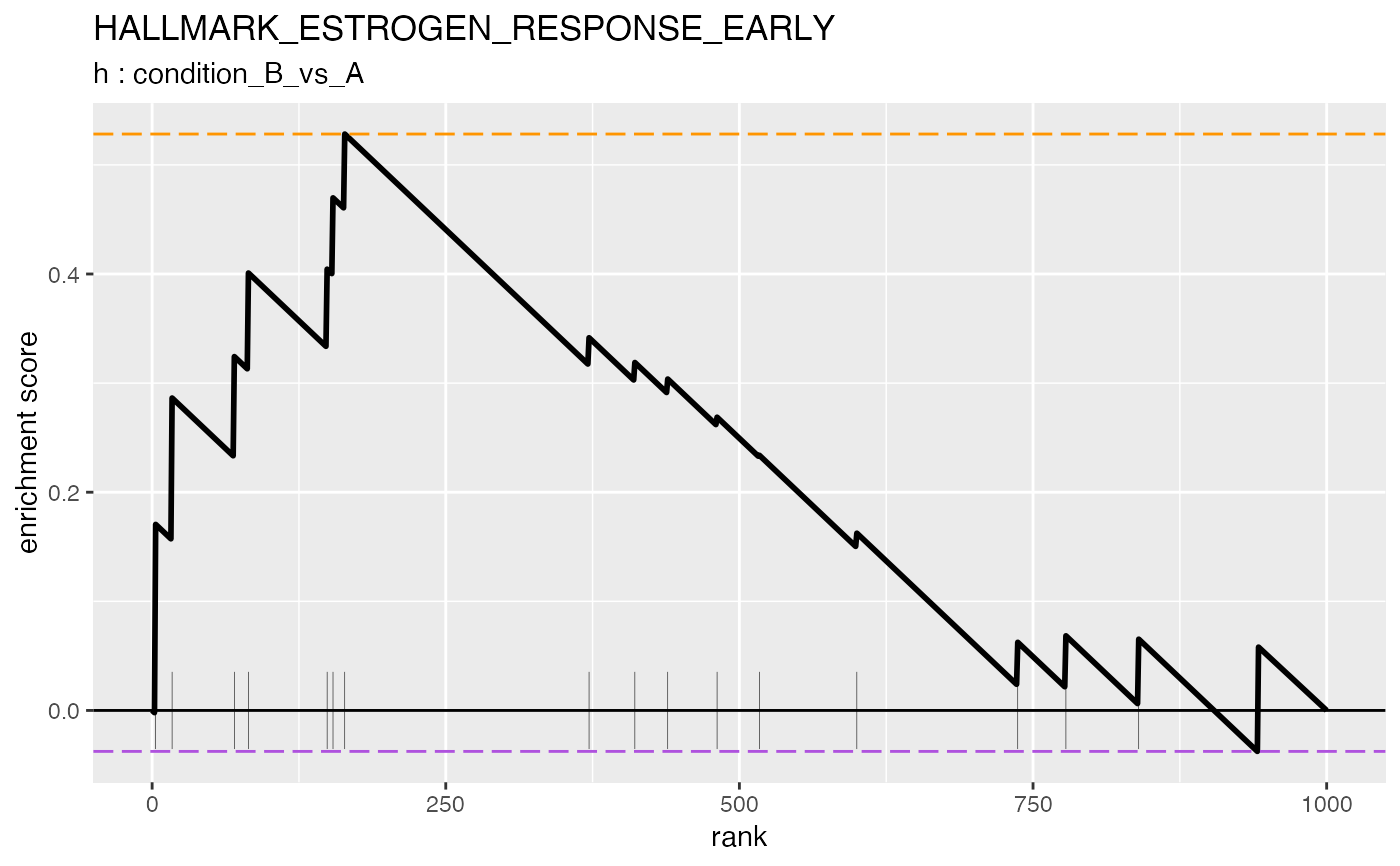 HALLMARK_ESTROGEN_RESPONSE_EARLY
h : condition_B_vs_A
enrichment score
0.4
0.2
0.0
0 250 500 750 1000
rank